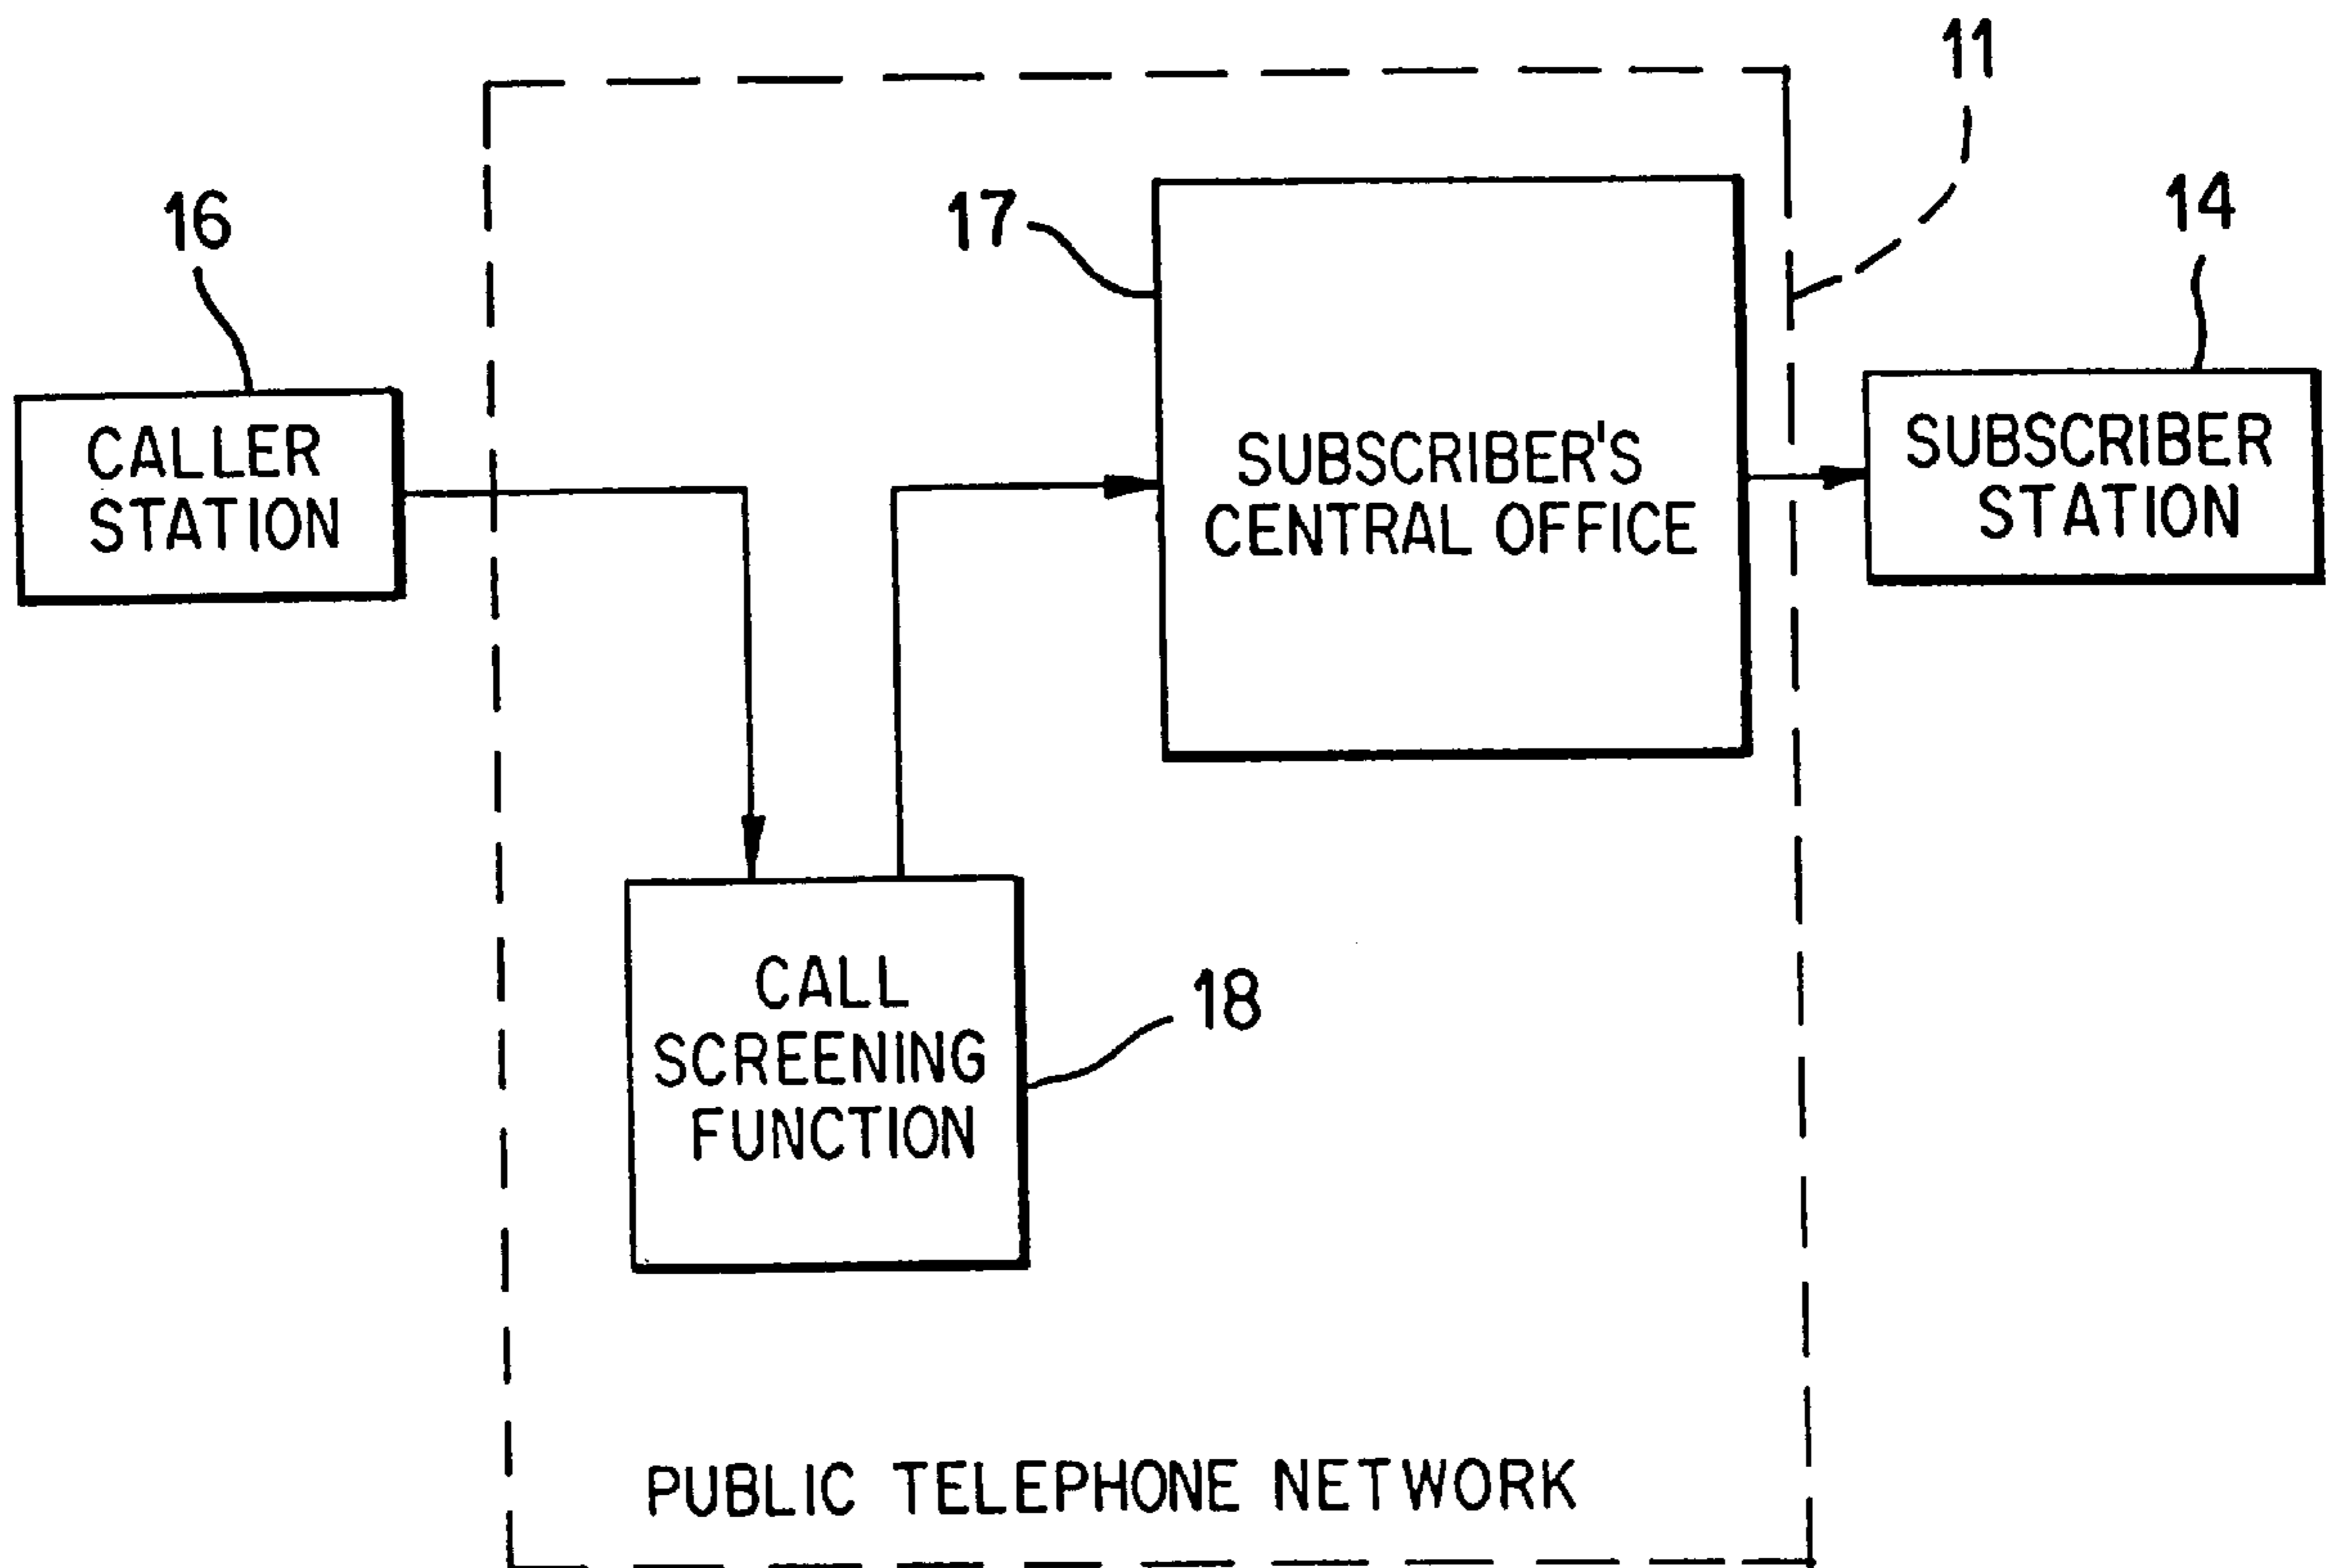 11
16
17
14
CALLER
STATION
SUBSCRIBER'S
CENTRAL OFFICE
SUBSCRIBER
STATION
CALL
SCREENING
FUNCTION
18
PUBLIC TELEPHONE NETWORK